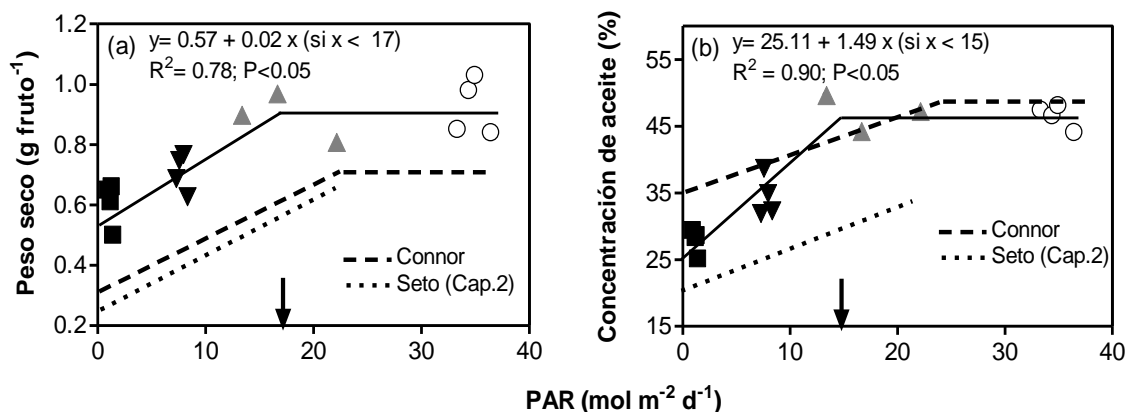 (a) y= 0.57 + 0.02 x (si x < 17)
R²= 0.78; P<0.05
Peso seco (g fruto⁻¹)
1.2
1.0
0.8
0.6
0.4
0.2
0
10
20
30
40
Connor
Seto (Cap.2)
(b) y= 25.11 + 1.49 x (si x < 15)
R² = 0.90; P<0.05
Concentración de aceite (%)
55
45
35
25
15
0
10
20
30
40
Connor
Seto (Cap.2)
PAR (mol m⁻² d⁻¹)